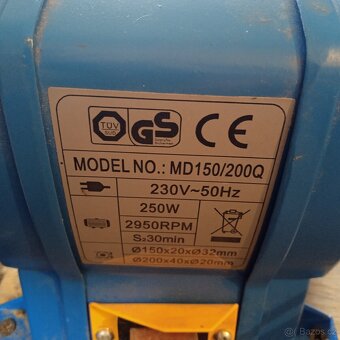 TÜV
GS
CE
MODEL NO.: MD150/200Q
230V~50Hz
250W
2950RPM
S₂30min
Ø150x20xØ32mm
Ø200x40xØ20mm
Bazos.cz